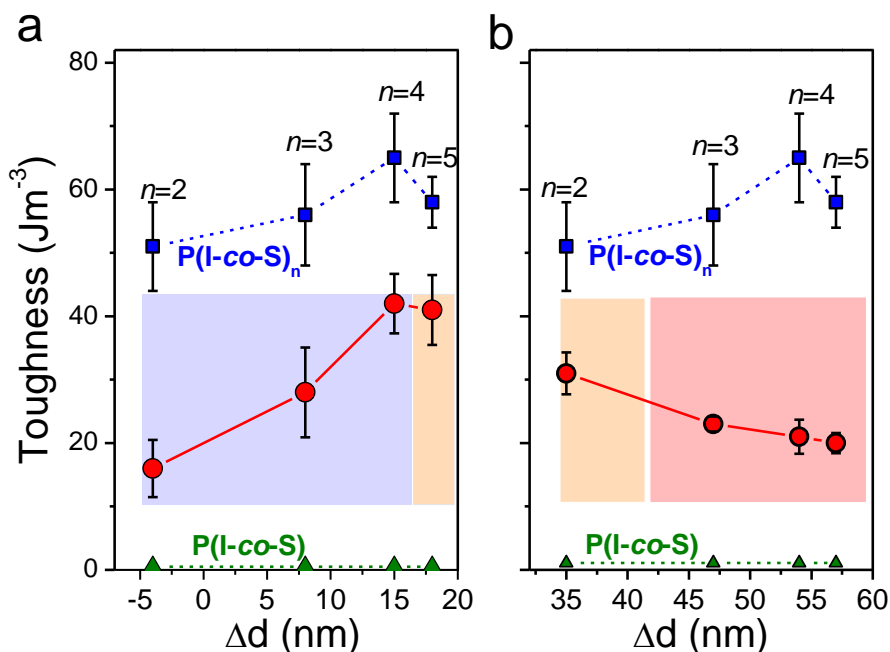 a
b
Toughness (Jm⁻³)
80
60
40
20
0
n=2
n=3
n=4
n=5
P(I-co-S)ₙ
P(I-co-S)
-5 0 5 10 15 20
Δd (nm)
n=2
n=3
n=4
n=5
P(I-co-S)ₙ
P(I-co-S)
35 40 45 50 55 60
Δd (nm)